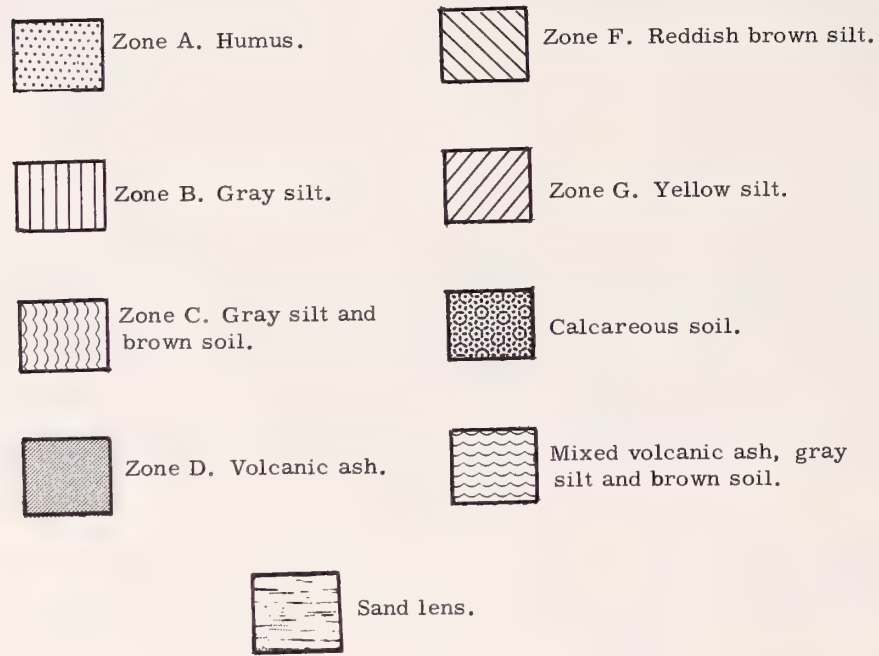 Zone A. Humus.
Zone B. Gray silt.
Zone C. Gray silt and
brown soil.
Zone D. Volcanic ash.
Zone F. Reddish brown silt.
Zone G. Yellow silt.
Calcareous soil.
Mixed volcanic ash, gray
silt and brown soil.
Sand lens.